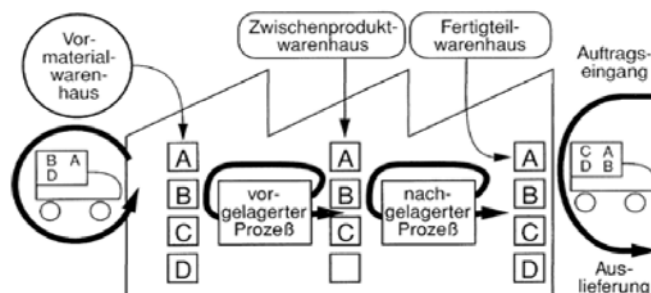 Vor-
material-
waren-
haus
Zwischenprodukt-
warenhaus
Fertigteil-
warenhaus
Auftrags-
eingang
B A
D
A
B
C
D
vor-
gelagerter
Prozeß
A
B
C
nach-
gelagerter
Prozeß
A
B
C
D
C A
D B
Aus-
lieferung